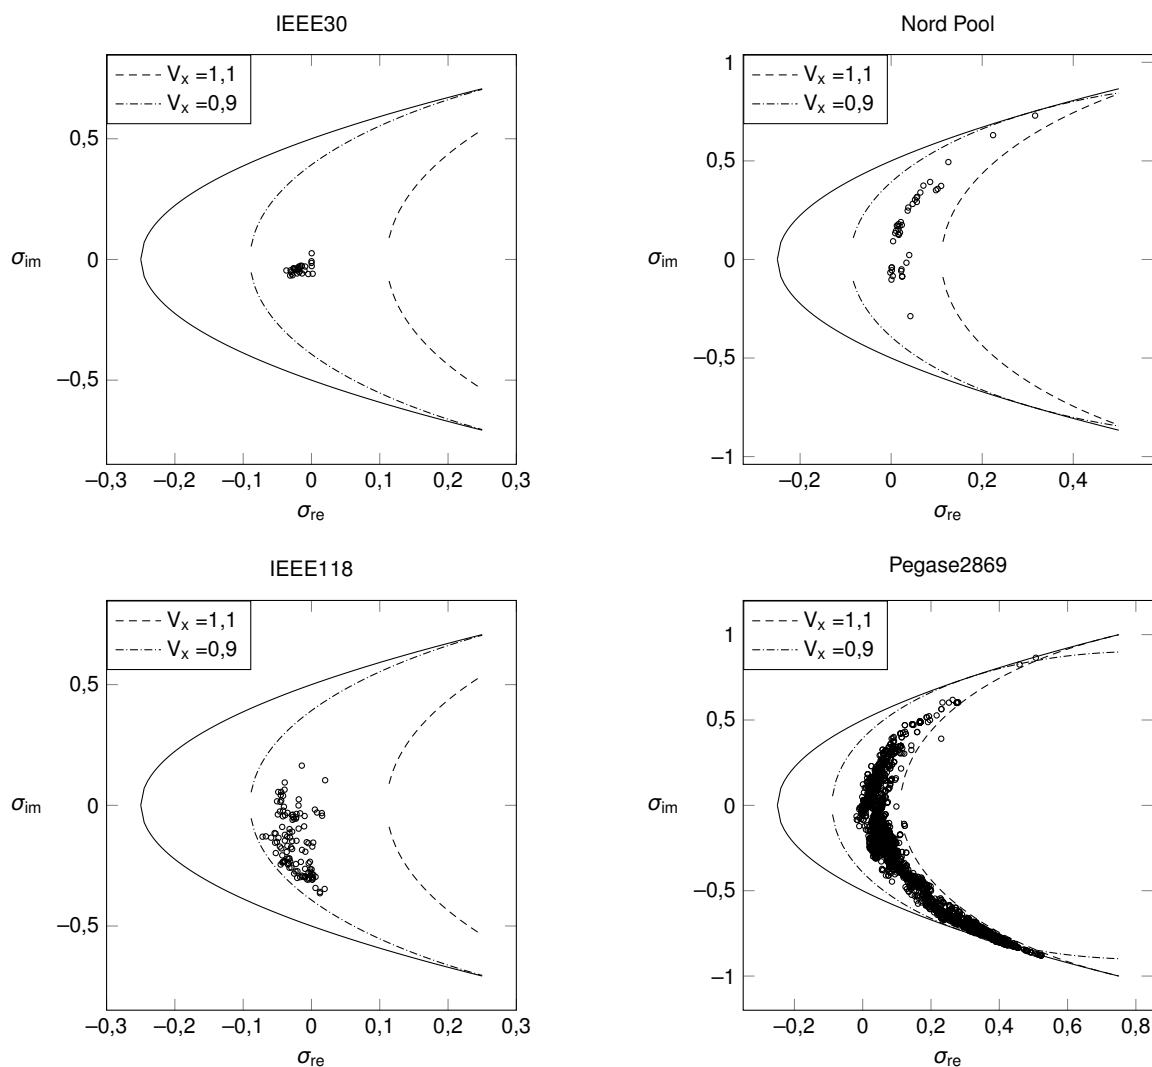 IEEE30
V_x =1,1
V_x =0,9
0,5
0
–0,5
σ_im
–0,3 –0,2 –0,1 0 0,1 0,2 0,3
σ_re
Nord Pool
V_x =1,1
V_x =0,9
1
0,5
0
–0,5
–1
σ_im
–0,2 0 0,2 0,4
σ_re
IEEE118
V_x =1,1
V_x =0,9
0,5
0
–0,5
σ_im
–0,3 –0,2 –0,1 0 0,1 0,2 0,3
σ_re
Pegase2869
V_x =1,1
V_x =0,9
1
0,5
0
–0,5
–1
σ_im
–0,2 0 0,2 0,4 0,6 0,8
σ_re